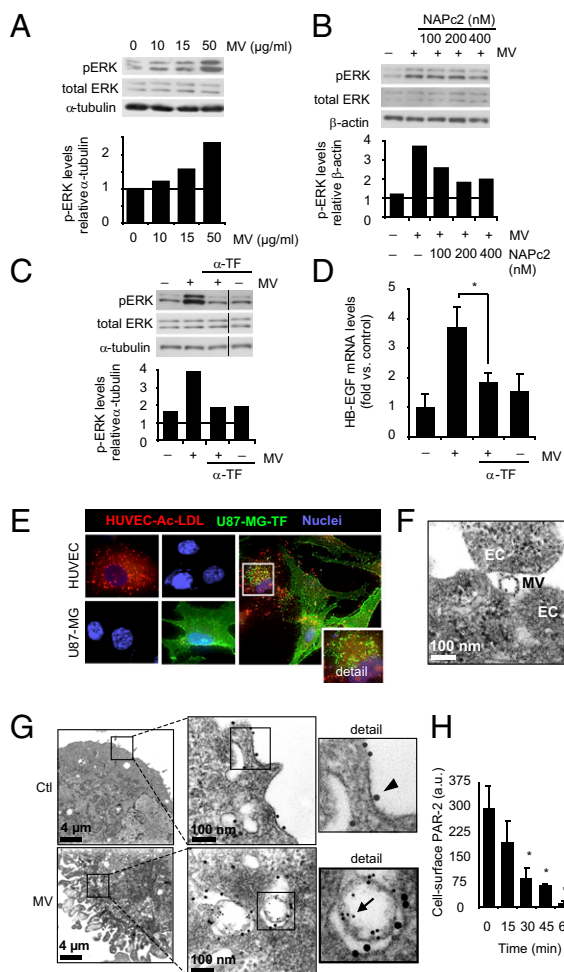 A
0 10 15 50 MV (µg/ml)
pERK
total ERK
α-tubulin
p-ERK levels
relative α-tubulin
2
1
0 10 15 50 MV (µg/ml)
B
NAPc2 (nM)
100 200 400
– + + + + MV
pERK
total ERK
β-actin
p-ERK levels
relative β-actin
4
3
2
1
0
– + + + + MV
– – 100 200 400 NAPc2
(nM)
C
α-TF
– + + – MV
pERK
total ERK
α-tubulin
p-ERK levels
relative α-tubulin
4
3
2
1
0
– + + – MV
α-TF
D
HB-EGF mRNA levels
(fold vs. control)
5
4
3
2
1
0
*
– + + – MV
α-TF
E
HUVEC-Ac-LDL U87-MG-TF Nuclei
HUVEC
U87-MG
detail
F
EC
MV
EC
100 nm
G
Ctl
4 µm
100 nm
detail
MV
4 µm
100 nm
detail
H
Cell-surface PAR-2 (a.u.)
375
300
225
150
75
0
* *
0 15 30 45
Time (min)